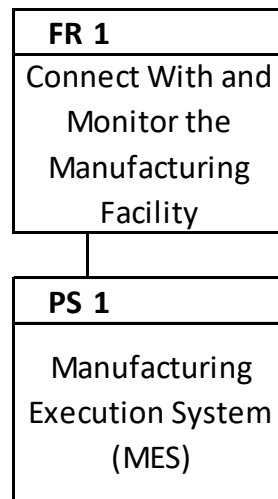 FR 1
Connect With and
Monitor the
Manufacturing
Facility
PS 1
Manufacturing
Execution System
(MES)